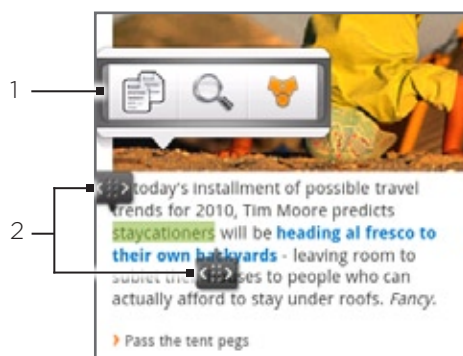 1
2
today's installment of possible travel
trends for 2010, Tim Moore predicts
staycationers will be heading al fresco to
their own backyards - leaving room to
sublet their houses to people who can
actually afford to stay under roofs. Fancy.
› Pass the tent pegs